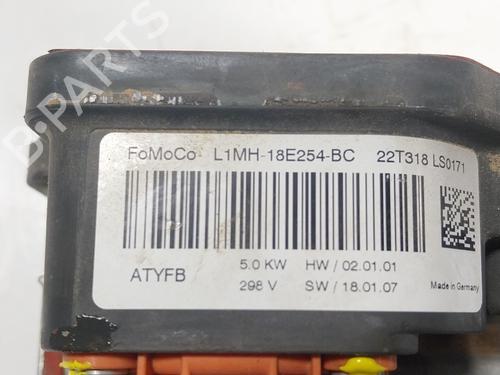 B-PARTS
FoMoCo L1MH-18E254-BC 22T318 LS0171
ATYFB 5.0 KW HW / 02.01.01
298 V SW / 18.01.07 Made in Germany